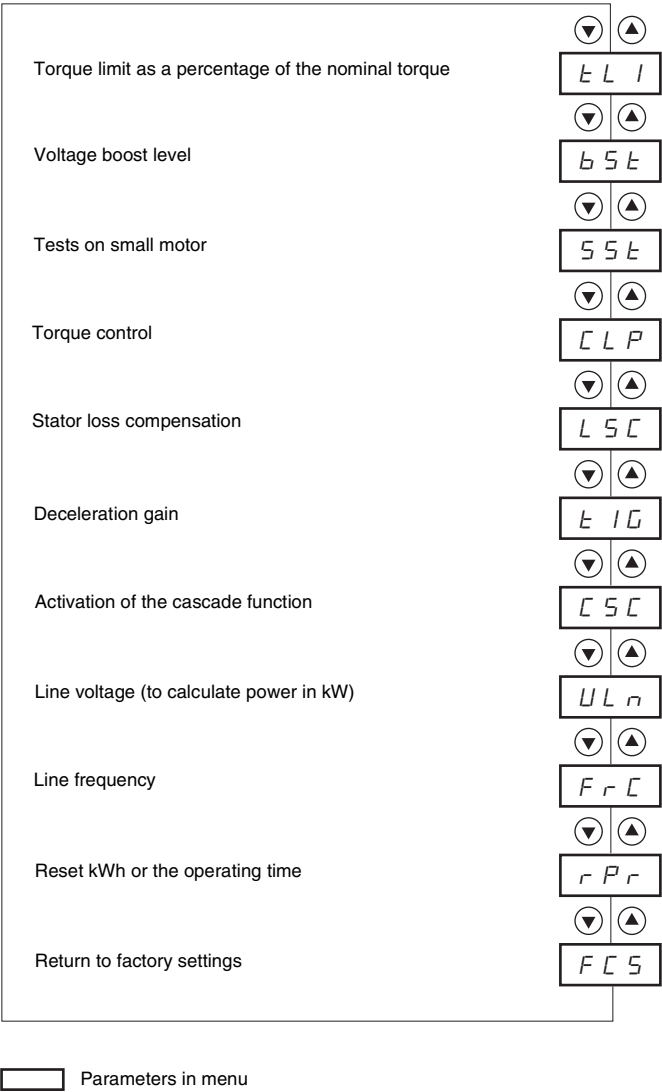 Torque limit as a percentage of the nominal torque tLI
Voltage boost level bSt
Tests on small motor SSt
Torque control CLP
Stator loss compensation LSC
Deceleration gain tIG
Activation of the cascade function CSC
Line voltage (to calculate power in kW) ULn
Line frequency FrC
Reset kWh or the operating time rPr
Return to factory settings FCS
Parameters in menu